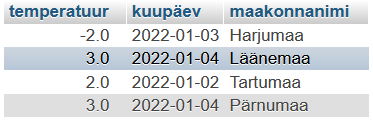 temperatuur kuupäev maakonnanimi
-2.0 2022-01-03 Harjumaa
3.0 2022-01-04 Läänemaa
2.0 2022-01-02 Tartumaa
3.0 2022-01-04 Pärnumaa